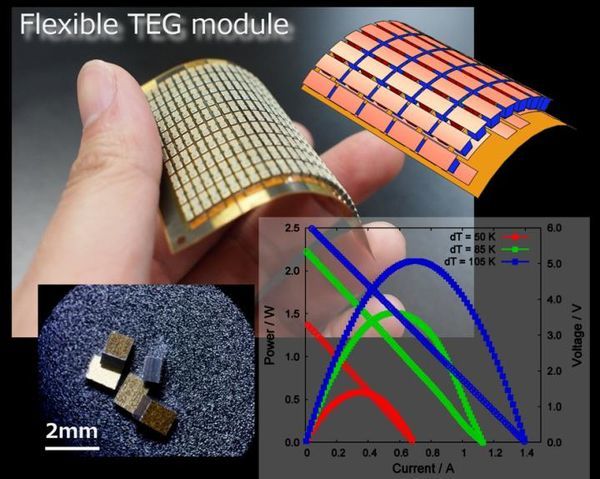 Flexible TEG module
2mm
dT = 50 K
dT = 85 K
dT = 105 K
2.5
2.0
1.5
1.0
0.5
0.0
Power / W
6.0
5.0
4.0
3.0
2.0
1.0
0.0
Voltage / V
0 0.2 0.4 0.6 0.8 1 1.2 1.4
Current / A